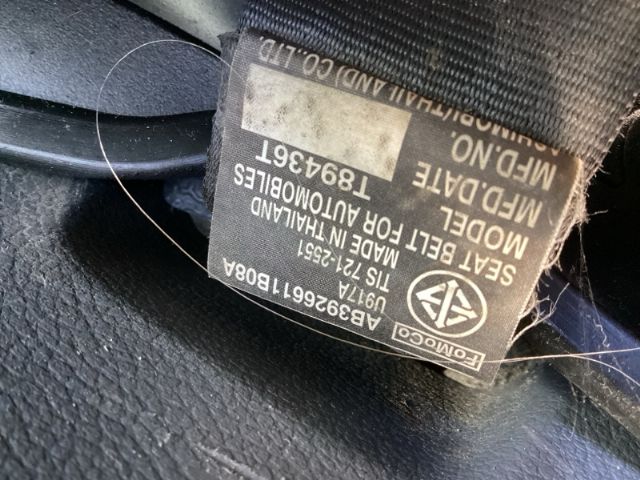 FoMoCo
AB3926611B08A
U917A
TIS 721-2551
MADE IN THAILAND
SEAT BELT FOR AUTOMOBILES
MODEL T89436T
MFD.DATE
MFD.NO.
ASHIMORI(THAILAND) CO.,LTD